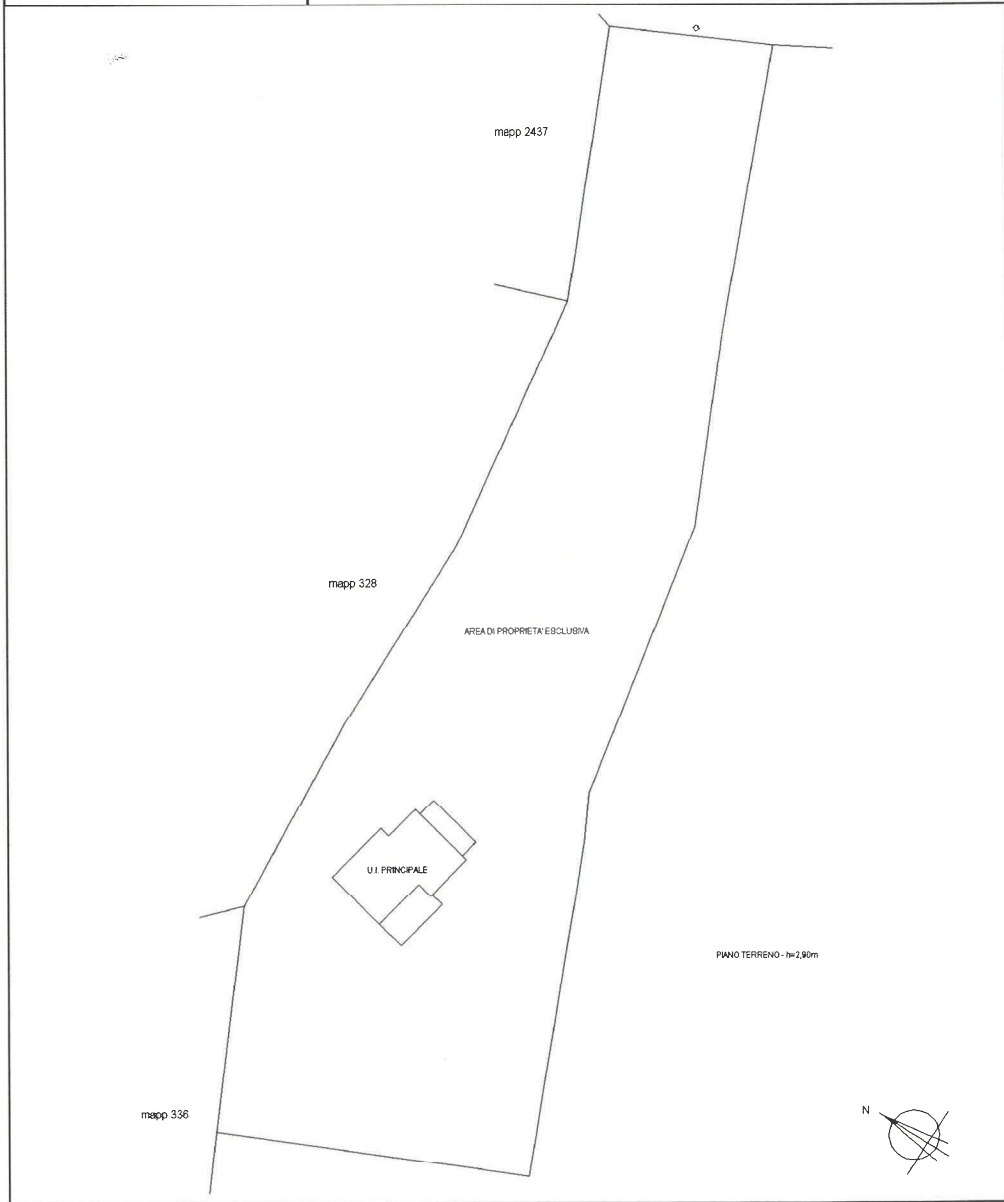 mapp 2437
mapp 328
AREA DI PROPRIETA' ESCLUSIVA
U.I. PRINCIPALE
PIANO TERRENO - h=2,90m
mapp 336
N